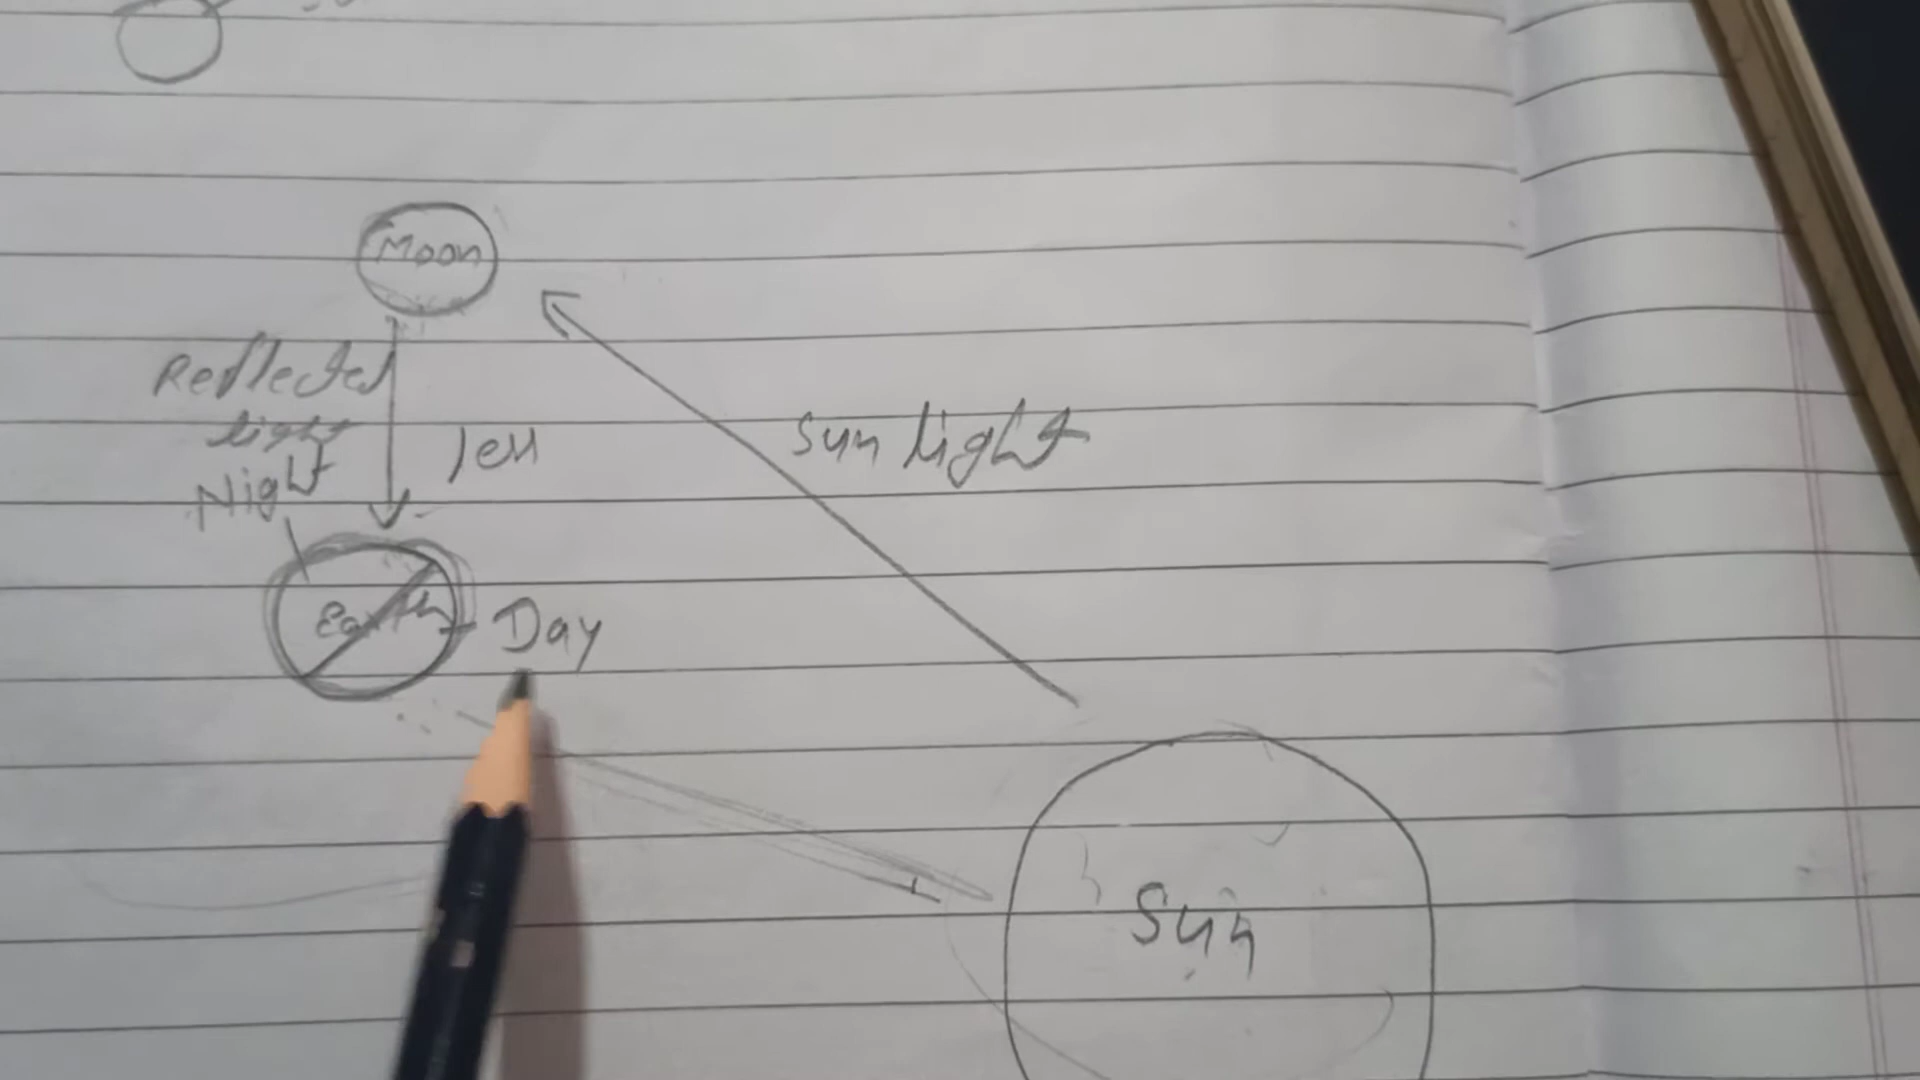 Moon
Reflected
light
Night
less
Sun light
Earth
Day
Sun